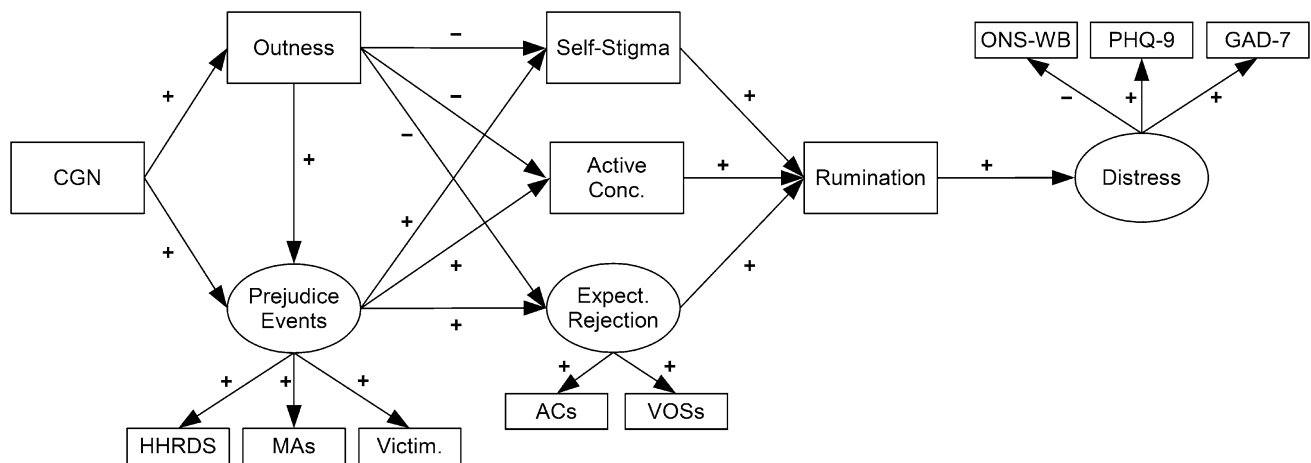 Outness
Self-Stigma
ONS-WB
PHQ-9
GAD-7
–
+
–
+
–
+
+
–
+
+
CGN
Active
Conc.
Rumination
Distress
+
+
+
+
+
+
Prejudice
Events
Expect.
Rejection
+
+
+
+
+
+
ACs
VOSs
HHRDS
MAs
Victim.